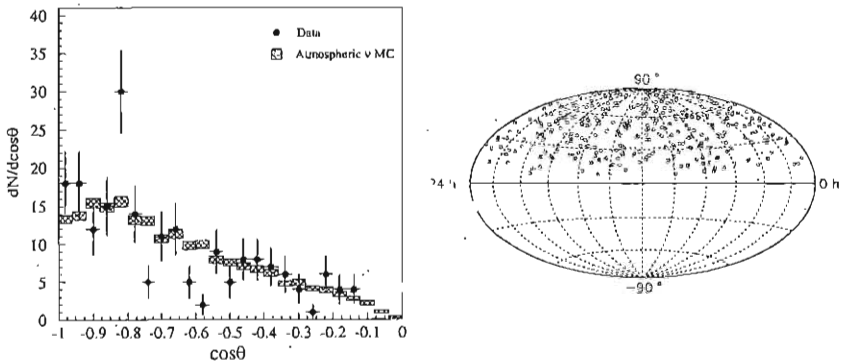 40
35
30
25
20
15
10
5
0
dN/dcosθ
Data
Aunospheric ν MC
-1 -0.9 -0.8 -0.7 -0.6 -0.5 -0.4 -0.3 -0.2 -0.1 0
cosθ
90°
24 h
0 h
-90°